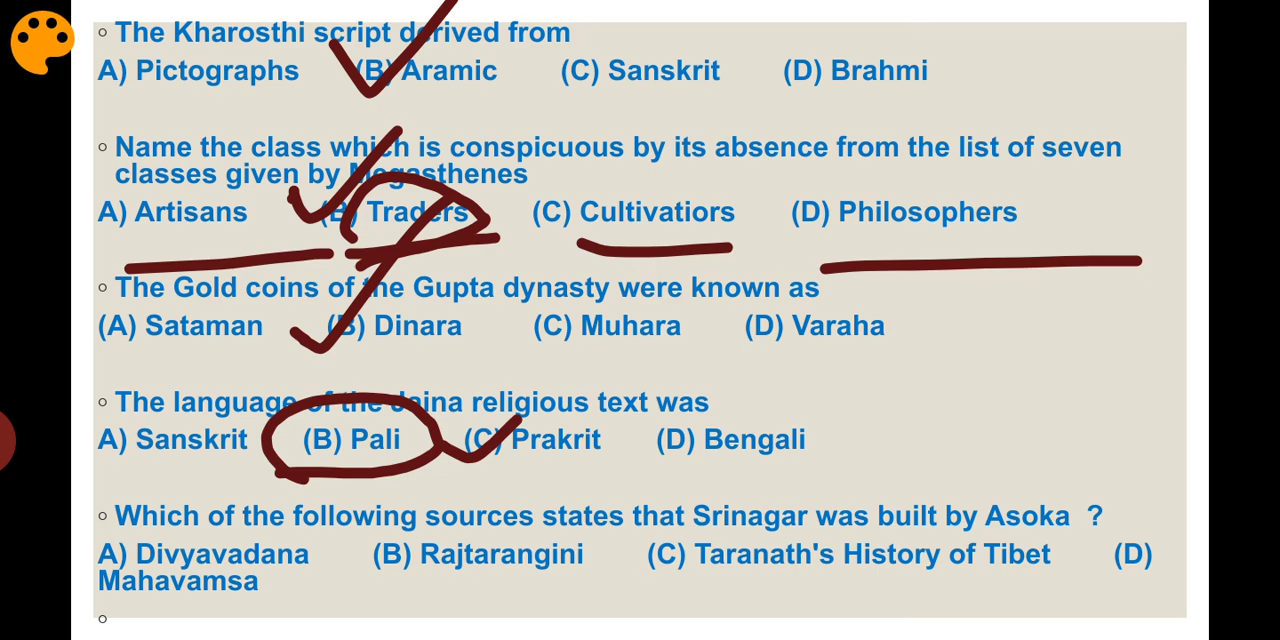 ◦ The Kharosthi script derived from
A) Pictographs (B) Aramic (C) Sanskrit (D) Brahmi
◦ Name the class which is conspicuous by its absence from the list of seven
classes given by Megasthenes
A) Artisans (B) Traders (C) Cultivatiors (D) Philosophers
◦ The Gold coins of the Gupta dynasty were known as
(A) Sataman (B) Dinara (C) Muhara (D) Varaha
◦ The language of the Jaina religious text was
A) Sanskrit (B) Pali (C) Prakrit (D) Bengali
◦ Which of the following sources states that Srinagar was built by Asoka ?
A) Divyavadana (B) Rajtarangini (C) Taranath's History of Tibet (D)
Mahavamsa
◦